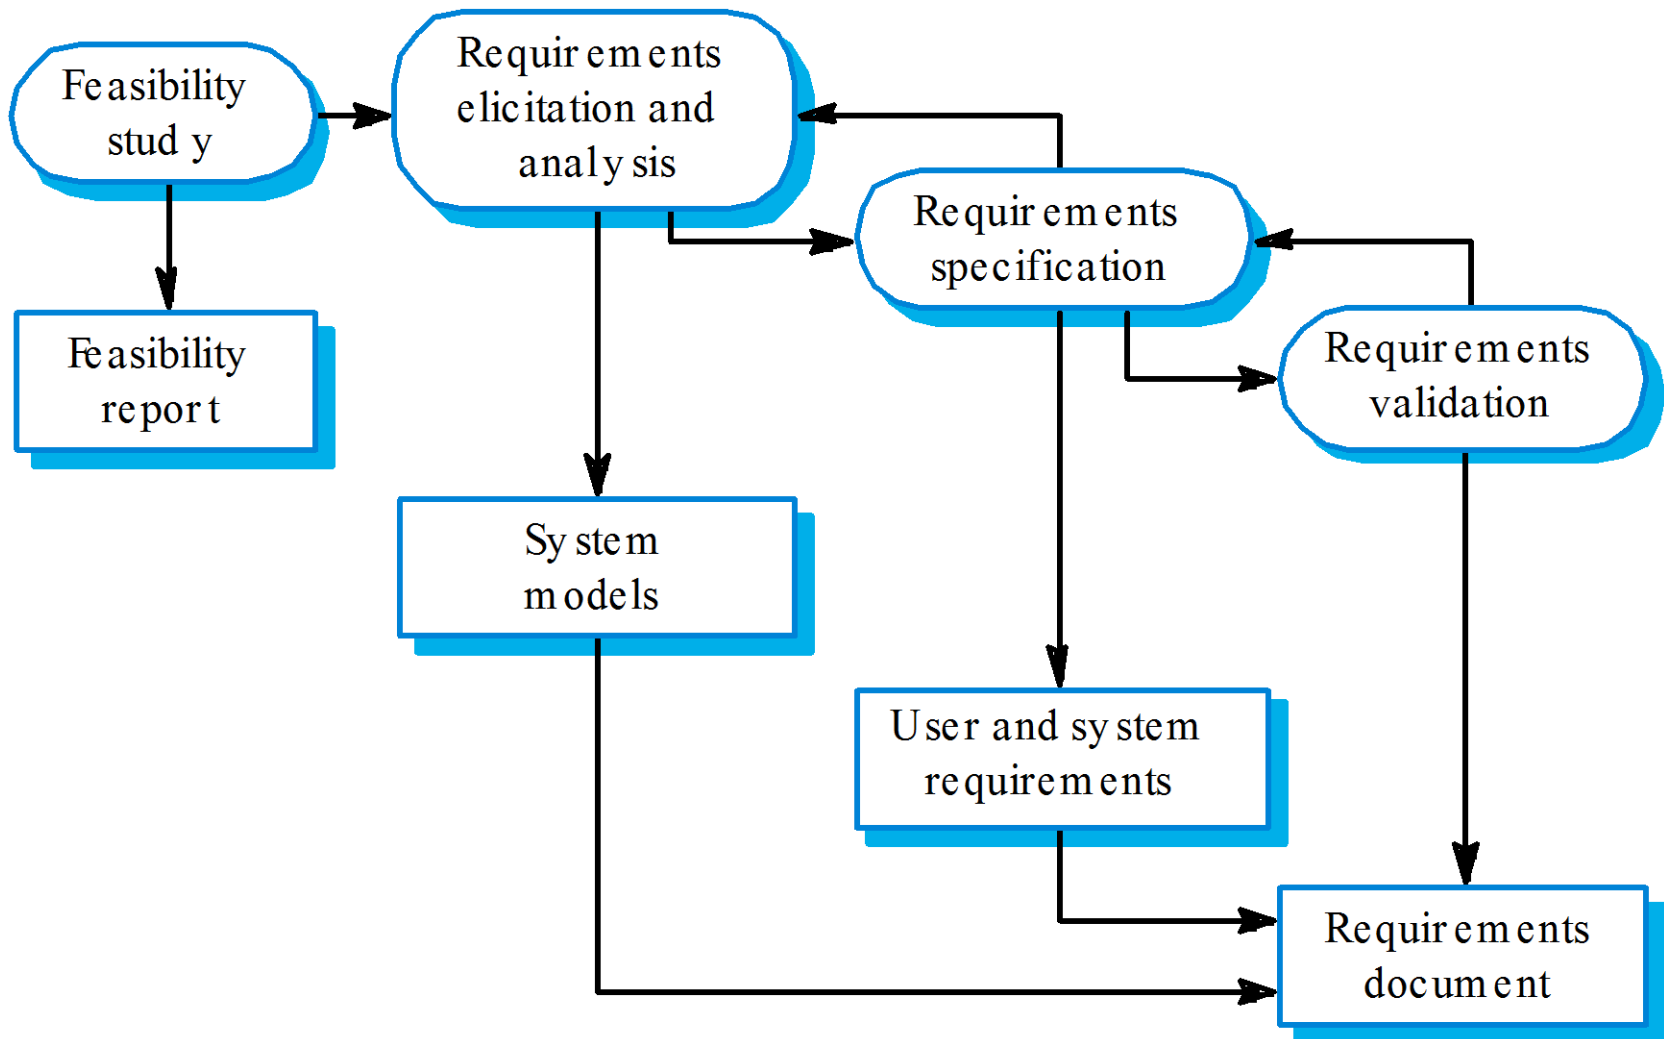 Feasibility
study
Requirements
elicitation and
analysis
Requirements
specification
Requirements
validation
Feasibility
report
System
models
User and system
requirements
Requirements
document